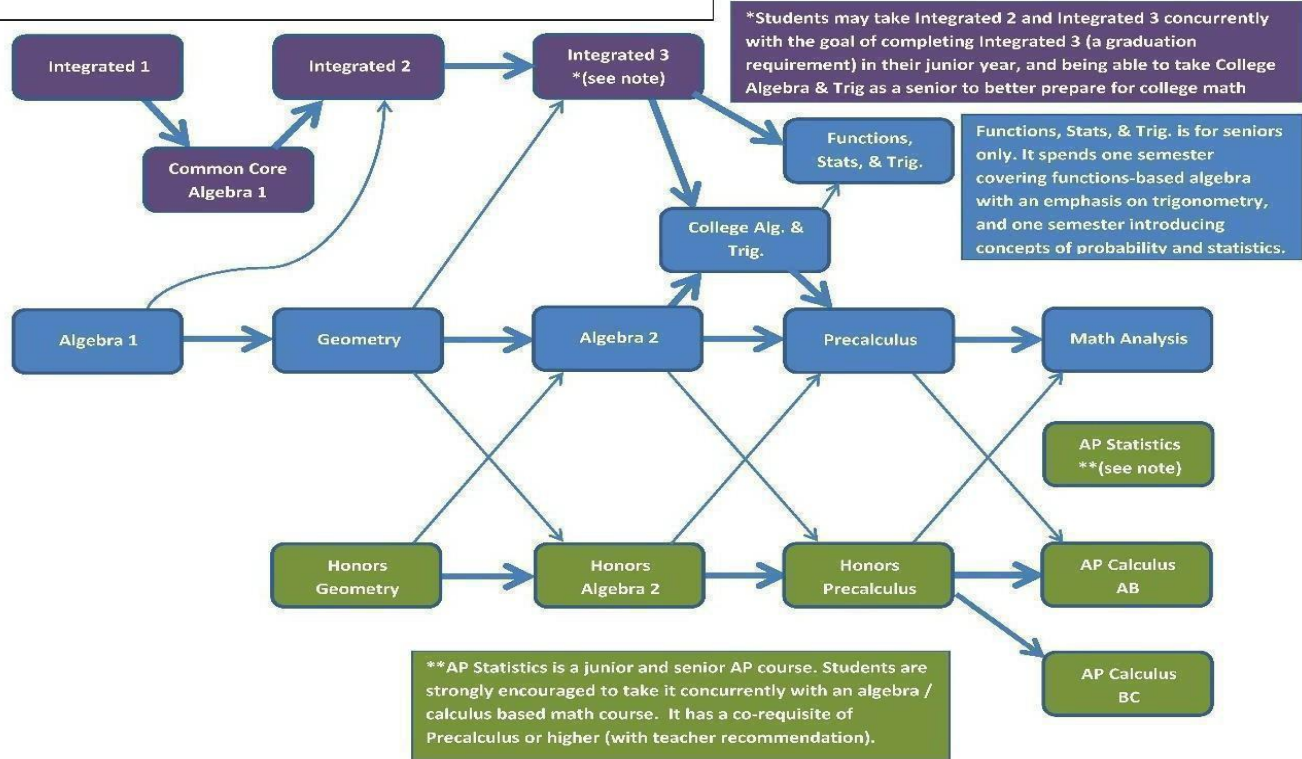 *Students may take Integrated 2 and Integrated 3 concurrently
with the goal of completing Integrated 3 (a graduation
requirement) in their junior year, and being able to take College
Algebra & Trig as a senior to better prepare for college math
Integrated 1
Integrated 2
Integrated 3
*(see note)
Common Core
Algebra 1
Functions,
Stats, & Trig.
Functions, Stats, & Trig. is for seniors
only. It spends one semester
covering functions-based algebra
with an emphasis on trigonometry,
and one semester introducing
concepts of probability and statistics.
College Alg. &
Trig.
Algebra 1
Geometry
Algebra 2
Precalculus
Math Analysis
AP Statistics
**(see note)
Honors
Geometry
Honors
Algebra 2
Honors
Precalculus
AP Calculus
AB
AP Calculus
BC
**AP Statistics is a junior and senior AP course. Students are
strongly encouraged to take it concurrently with an algebra /
calculus based math course.  It has a co-requisite of
Precalculus or higher (with teacher recommendation).